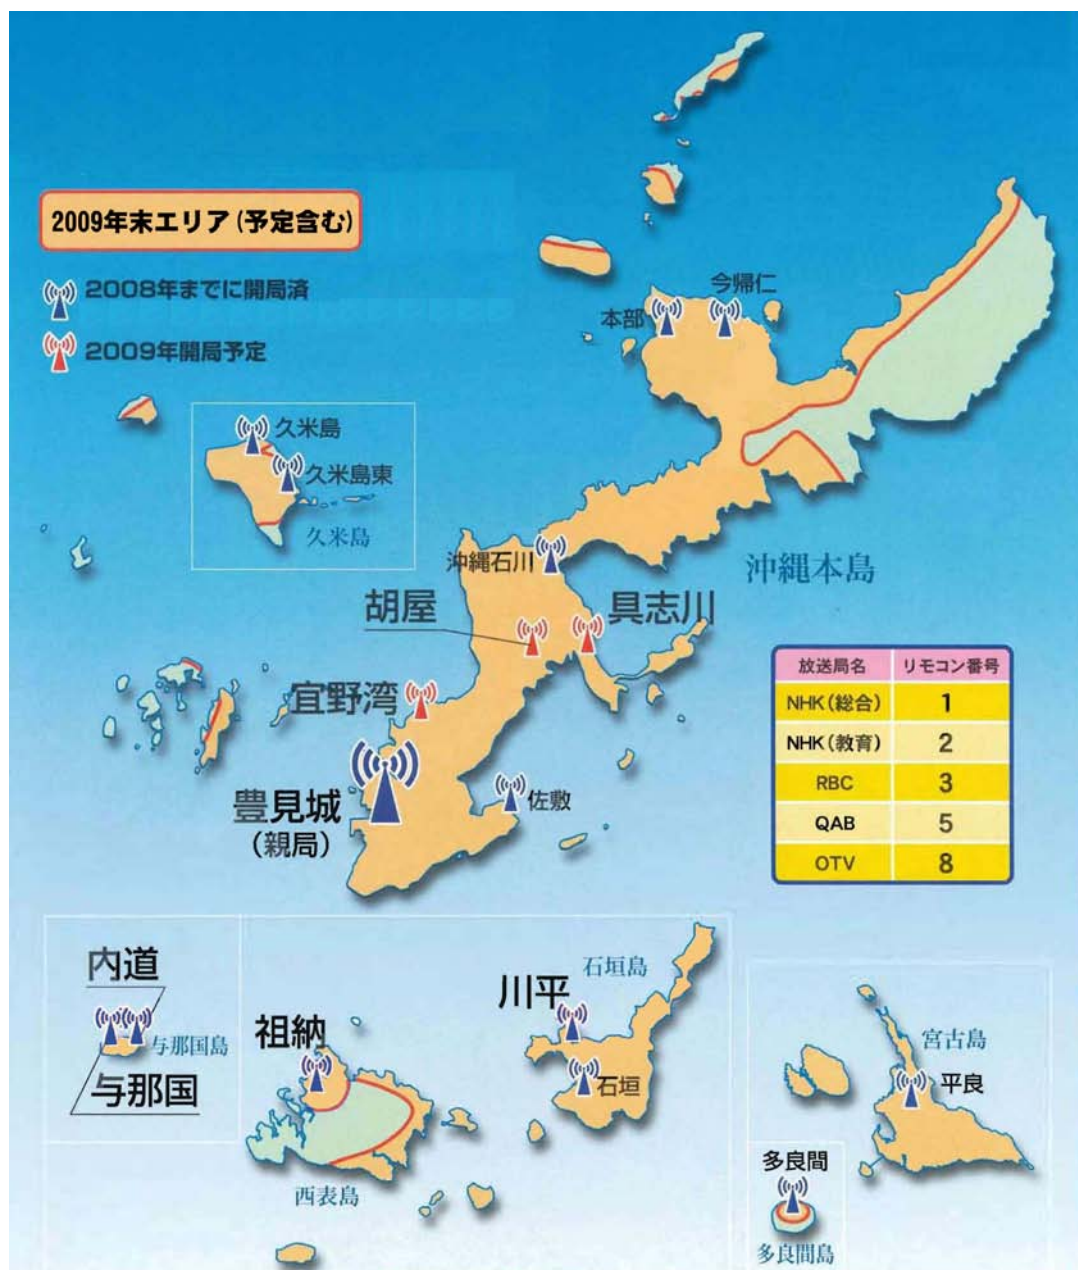 2009年末エリア(予定含む)
2008年までに開局済
2009年開局予定
今帰仁
本部
久米島
久米島東
久米島
沖縄石川
沖縄本島
胡屋
具志川
宜野湾
豊見城
(親局)
佐敷
放送局名 リモコン番号
NHK(総合) 1
NHK(教育) 2
RBC 3
QAB 5
OTV 8
内道
与那国島
与那国
祖納
西表島
川平
石垣島
石垣
宮古島
平良
多良間
多良間島